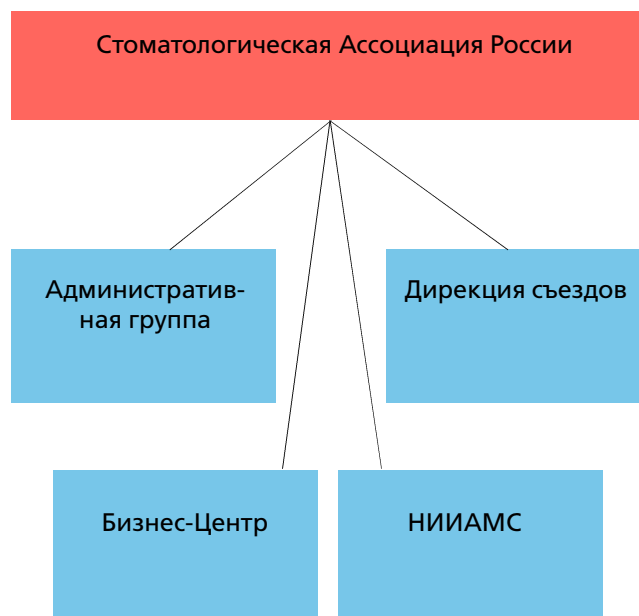 Стоматологическая Ассоциация России
Административ-
ная группа
Дирекция съездов
Бизнес-Центр
НИИАМС